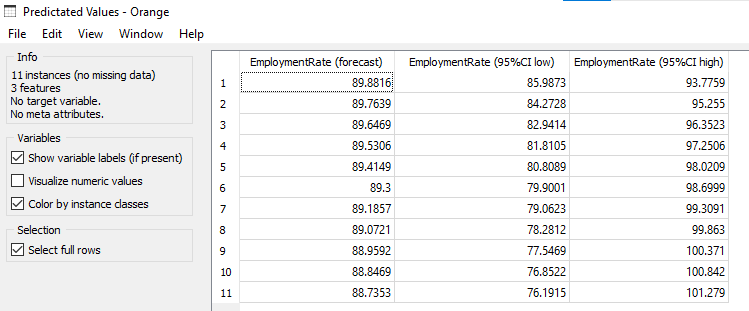 Predictated Values - Orange
File Edit View Window Help
Info
11 instances (no missing data)
3 features
No target variable.
No meta attributes.
Variables
Show variable labels (if present)
Visualize numeric values
Color by instance classes
Selection
Select full rows
EmploymentRate (forecast) EmploymentRate (95%CI low) EmploymentRate (95%CI high)
1 89.8816 85.9873 93.7759
2 89.7639 84.2728 95.255
3 89.6469 82.9414 96.3523
4 89.5306 81.8105 97.2506
5 89.4149 80.8089 98.0209
6 89.3 79.9001 98.6999
7 89.1857 79.0623 99.3091
8 89.0721 78.2812 99.863
9 88.9592 77.5469 100.371
10 88.8469 76.8522 100.842
11 88.7353 76.1915 101.279